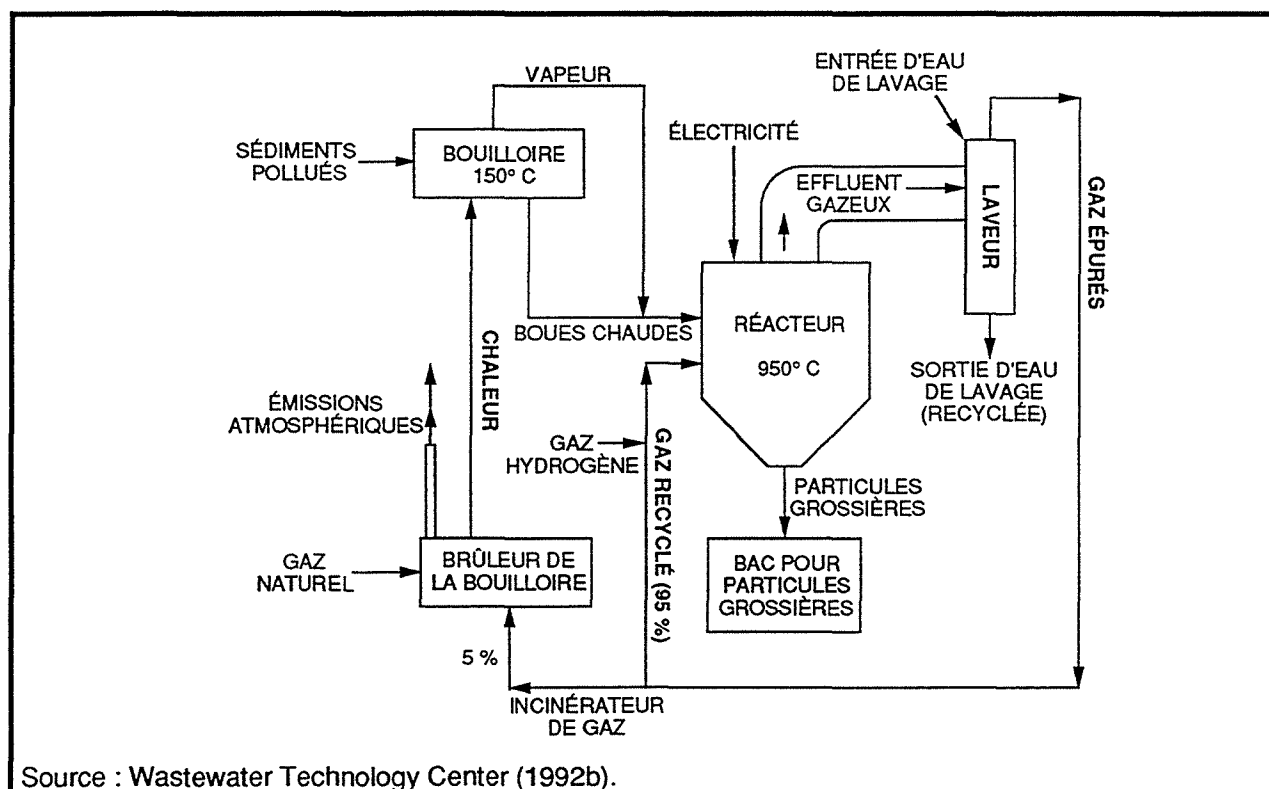 VAPEUR
ENTRÉE D'EAU
DE LAVAGE
SÉDIMENTS
POLLUÉS
BOUILLOIRE
150° C
ÉLECTRICITÉ
EFFLUENT
GAZEUX
LAVEUR
GAZ ÉPURÉS
BOUES CHAUDES
RÉACTEUR
950° C
CHALEUR
SORTIE D'EAU
DE LAVAGE
(RECYCLÉE)
ÉMISSIONS
ATMOSPHÉRIQUES
GAZ
HYDROGÈNE
GAZ RECYCLÉ (95 %)
PARTICULES
GROSSIÈRES
GAZ
NATUREL
BRÛLEUR DE
LA BOUILLOIRE
BAC POUR
PARTICULES
GROSSIÈRES
5 %
INCINÉRATEUR
DE GAZ
Source : Wastewater Technology Center (1992b).